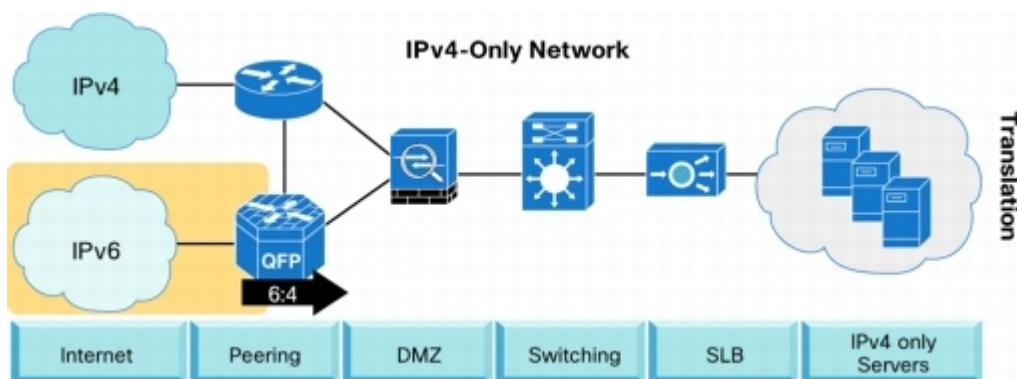 IPv4-Only Network
IPv4
IPv6
QFP
6:4
Translation
Internet
Peering
DMZ
Switching
SLB
IPv4 only
Servers